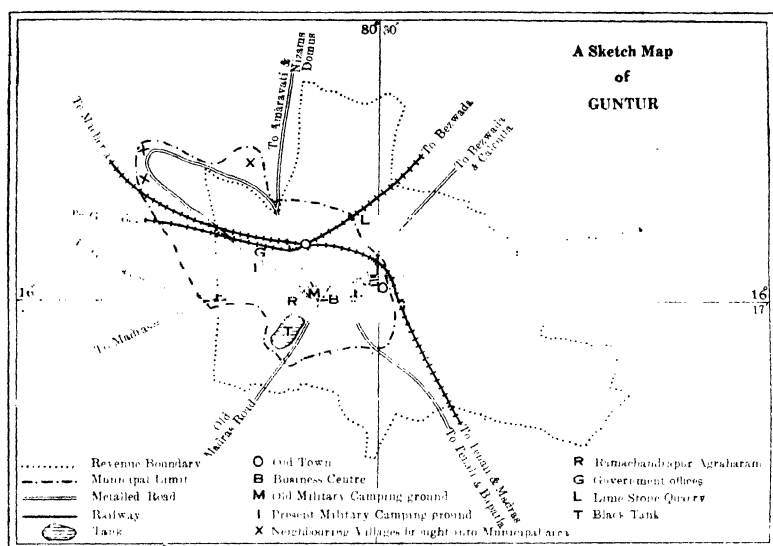 80°30'
A Sketch Map
of
GUNTUR
To Amaravati &
Nizams
Domus
To Bezwada
To Bezwada
& Calcutta
L
G
I
O
R
M
B
T
X
X
X
16°
16°
17'
To Madras
Old
Madras Road
To Tenali & Madras
To Tenali & Bapatla
Revenue Boundary
Municipal Limit
Metalled Road
Railway
Tank
O Old Town
B Business Centre
M Old Military Camping ground
I Present Military Camping ground
X Neighbouring Villages brought into Municipal area
R Ramachandrapur Agraharam
G Government offices
L Lime Stone Quarry
T Black Tank